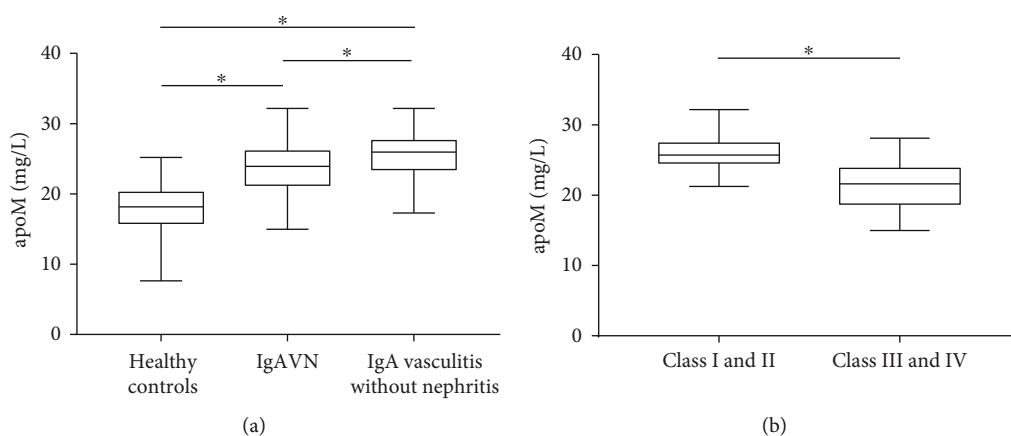 *
*
*
40
30
20
10
0
apoM (mg/L)
Healthy
controls
IgAVN
IgA vasculitis
without nephritis
(a)
*
40
30
20
10
0
apoM (mg/L)
Class I and II
Class III and IV
(b)